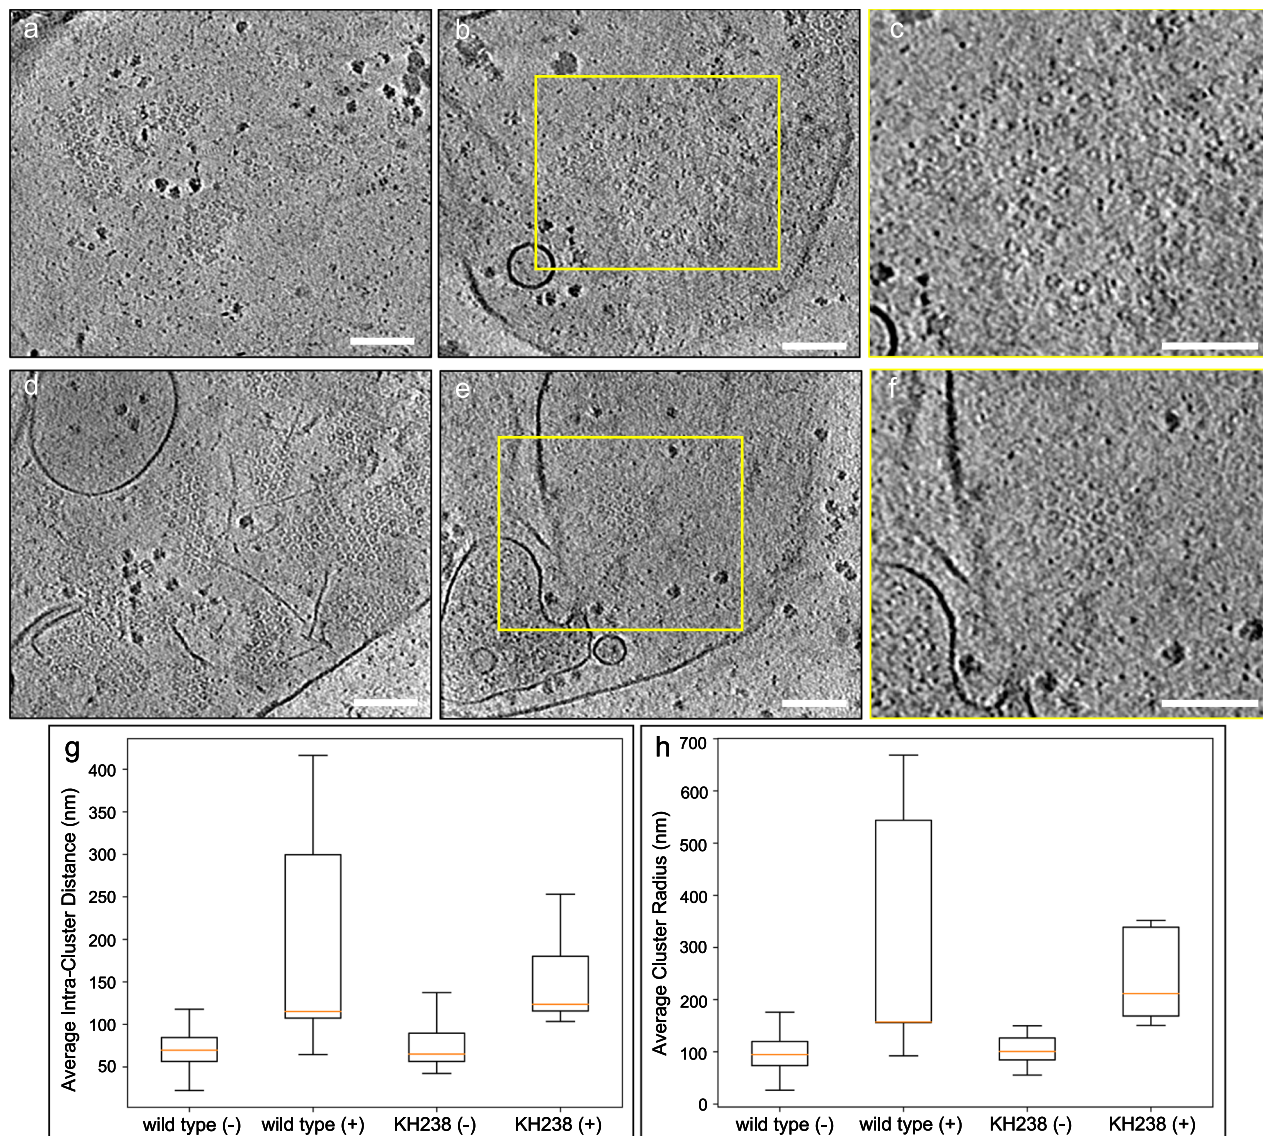 a
b
c
d
e
f
g
Average Intra-Cluster Distance (nm)
400
350
300
250
200
150
100
50
wild type (-)
wild type (+)
KH238 (-)
KH238 (+)
h
Average Cluster Radius (nm)
700
600
500
400
300
200
100
0
wild type (-)
wild type (+)
KH238 (-)
KH238 (+)